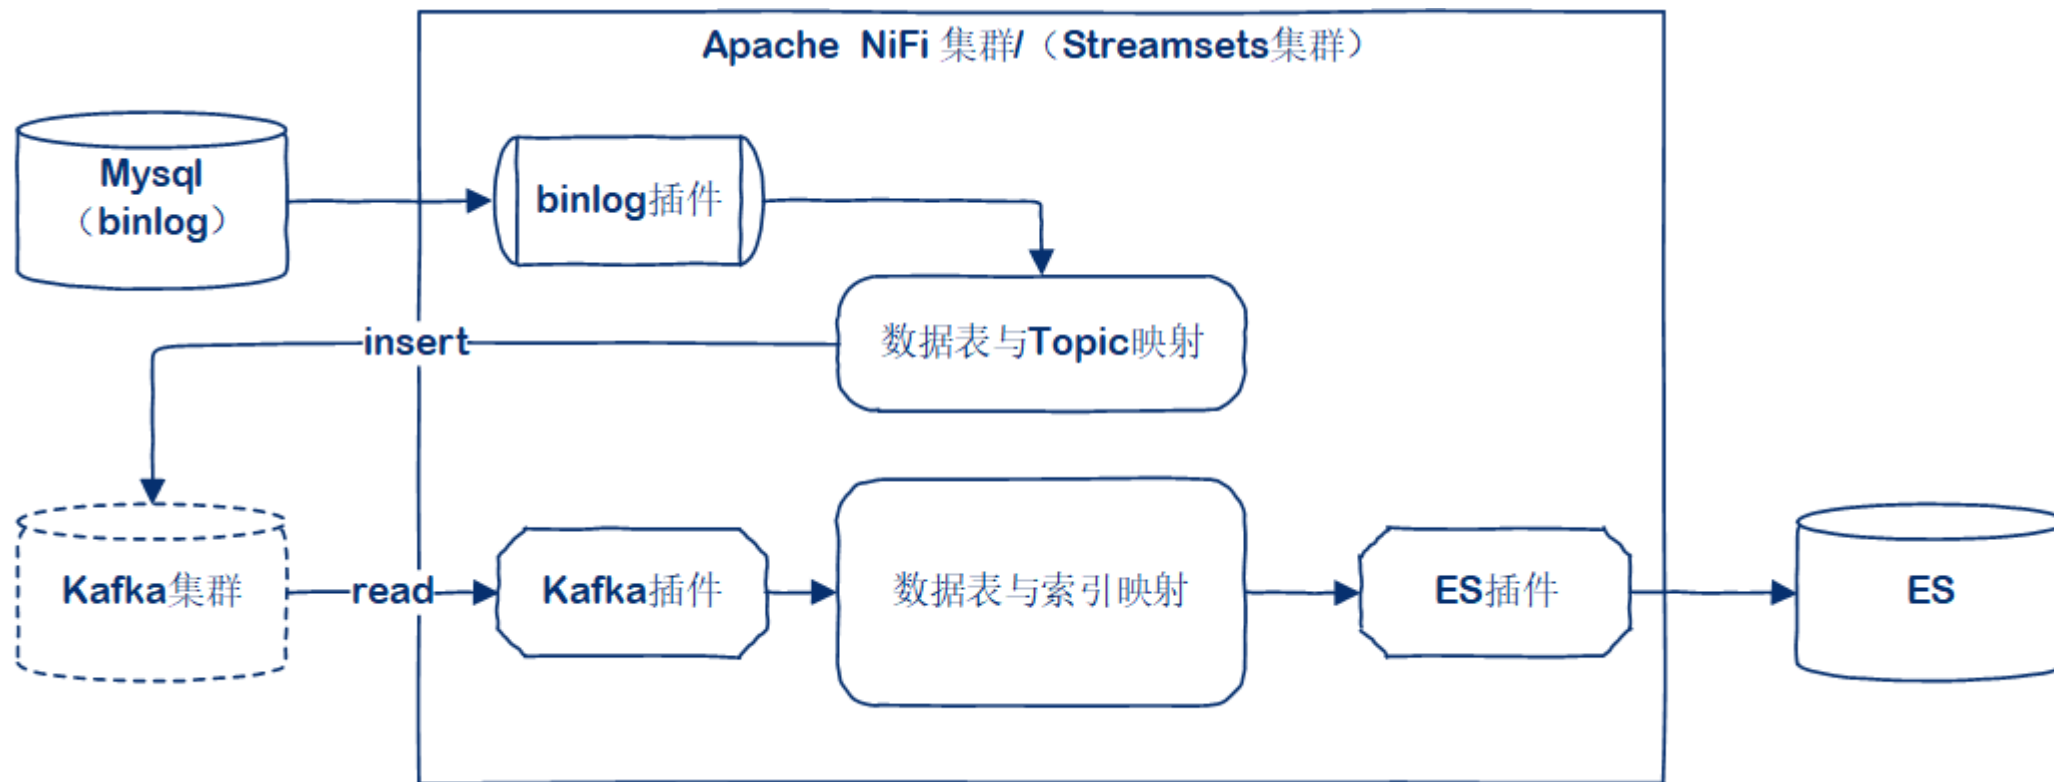 Apache NiFi 集群/（Streamsets集群）
Mysql
（binlog）
binlog插件
insert
数据表与Topic映射
Kafka集群
read
Kafka插件
数据表与索引映射
ES插件
ES